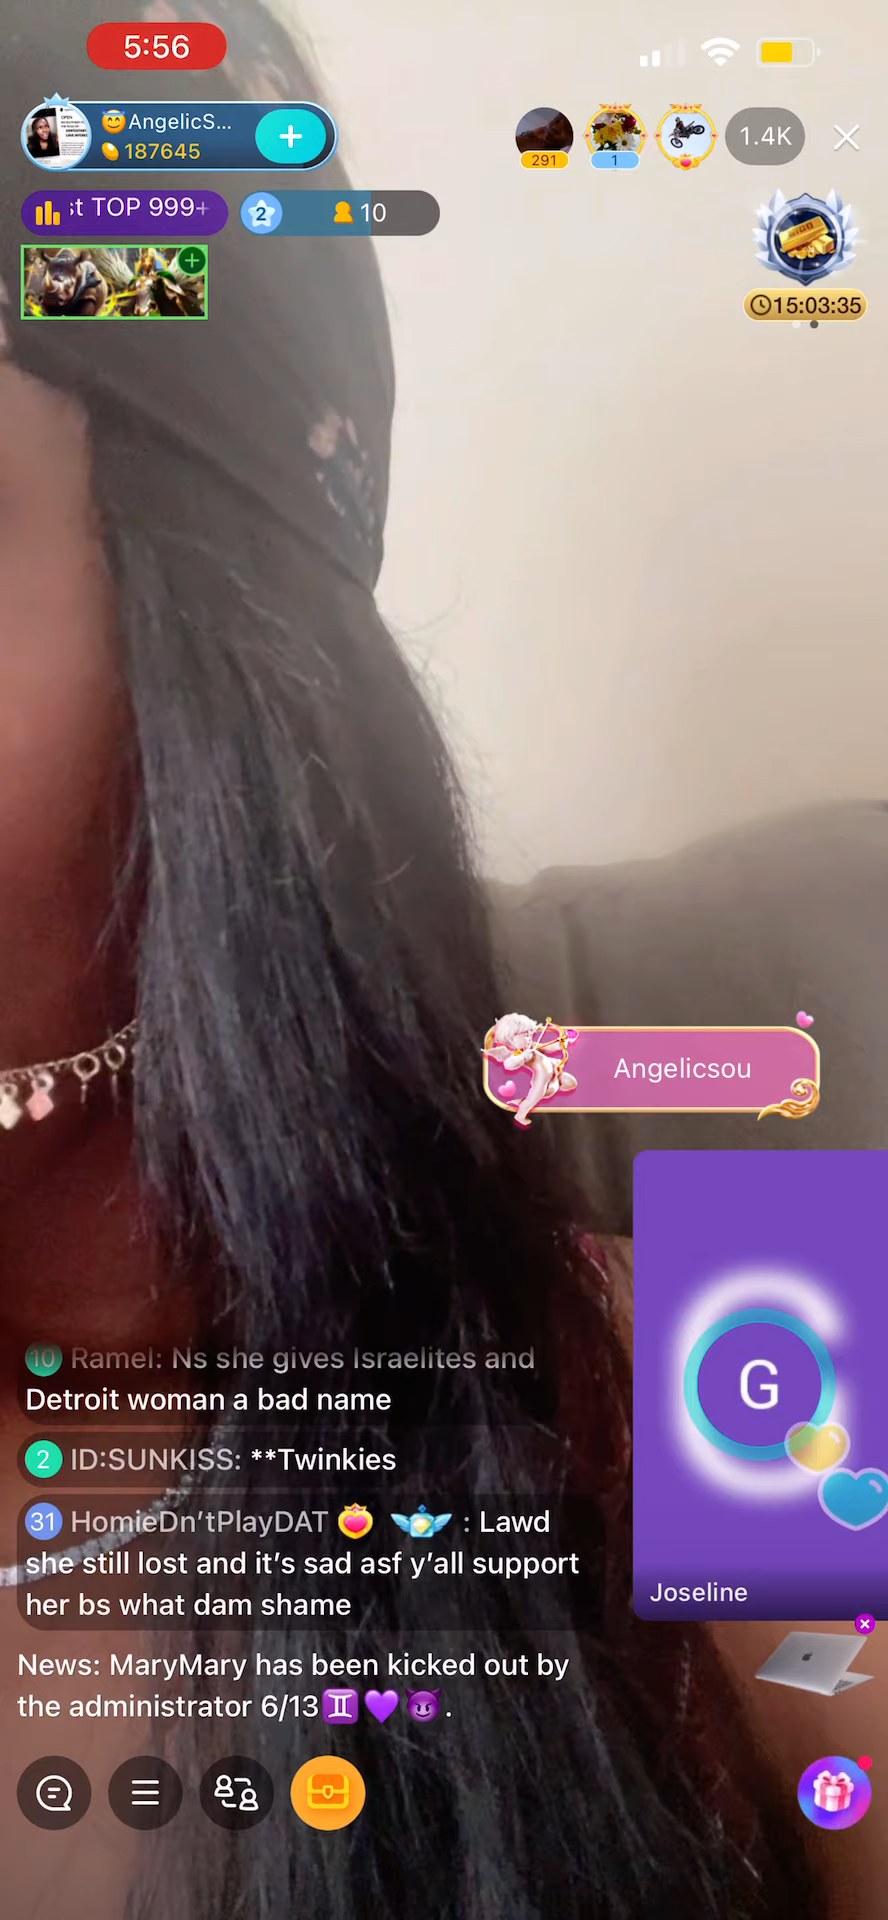 5:56
AngelicS...
187645
291
1
1.4K
st TOP 999+
2
10
15:03:35
Angelicsou
10 Ramel: Ns she gives Israelites and
Detroit woman a bad name
2 ID:SUNKISS: **Twinkies
31 HomieDn'tPlayDAT : Lawd
she still lost and it's sad asf y'all support
her bs what dam shame
G
Joseline
News: MaryMary has been kicked out by
the administrator 6/13♊💜😈.